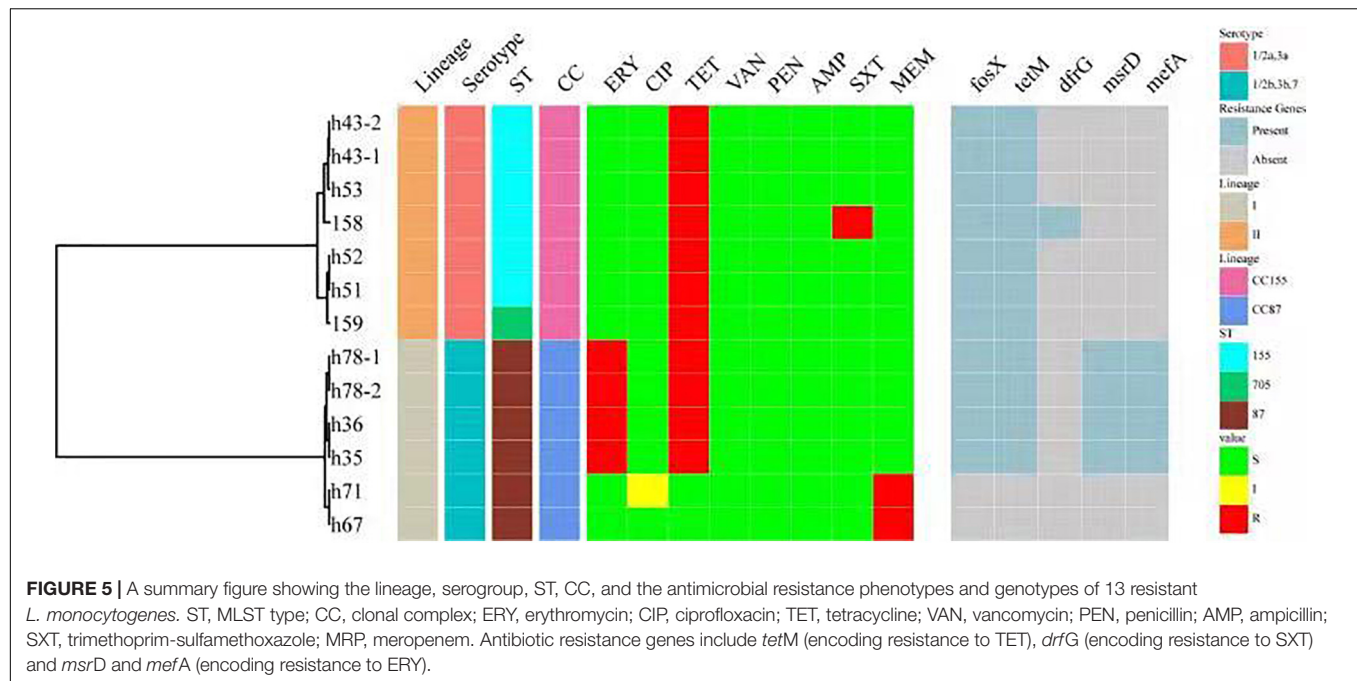 Lineage
Serotype
ST
CC
ERY
CIP
TET
VAN
PEN
AMP
SXT
MEM
fosX
tetM
dfrG
msrD
mefA
h43-2
h43-1
h53
158
h52
h51
159
h78-1
h78-2
h36
h35
h71
h67
Serotype
1/2a,3a
1/2b,3b,7
Resistance Genes
Present
Absent
Lineage
I
II
Lineage
CC155
CC87
ST
155
705
87
value
S
I
R
FIGURE 5 | A summary figure showing the lineage, serogroup, ST, CC, and the antimicrobial resistance phenotypes and genotypes of 13 resistant
L. monocytogenes. ST, MLST type; CC, clonal complex; ERY, erythromycin; CIP, ciprofloxacin; TET, tetracycline; VAN, vancomycin; PEN, penicillin; AMP, ampicillin;
SXT, trimethoprim-sulfamethoxazole; MRP, meropenem. Antibiotic resistance genes include tetM (encoding resistance to TET), drfG (encoding resistance to SXT)
and msrD and mefA (encoding resistance to ERY).